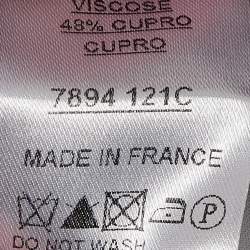 VISCOSE
48% CUPRO
CUPRO
7894 121C
MADE IN FRANCE
P
DO NOT WASH